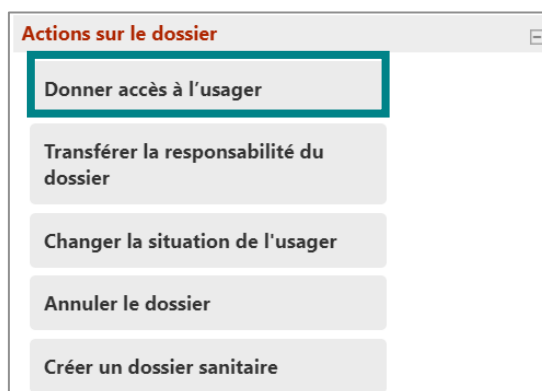 Actions sur le dossier
Donner accès à l’usager
Transférer la responsabilité du
dossier
Changer la situation de l'usager
Annuler le dossier
Créer un dossier sanitaire